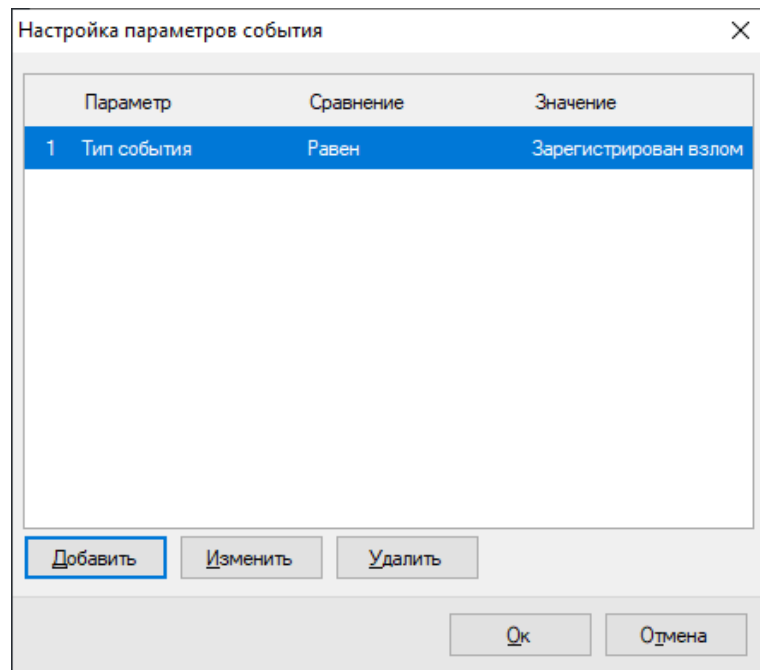 Настройка параметров события
Параметр Сравнение Значение
1 Тип события Равен Зарегистрирован взлом
Добавить Изменить Удалить
Ок Отмена